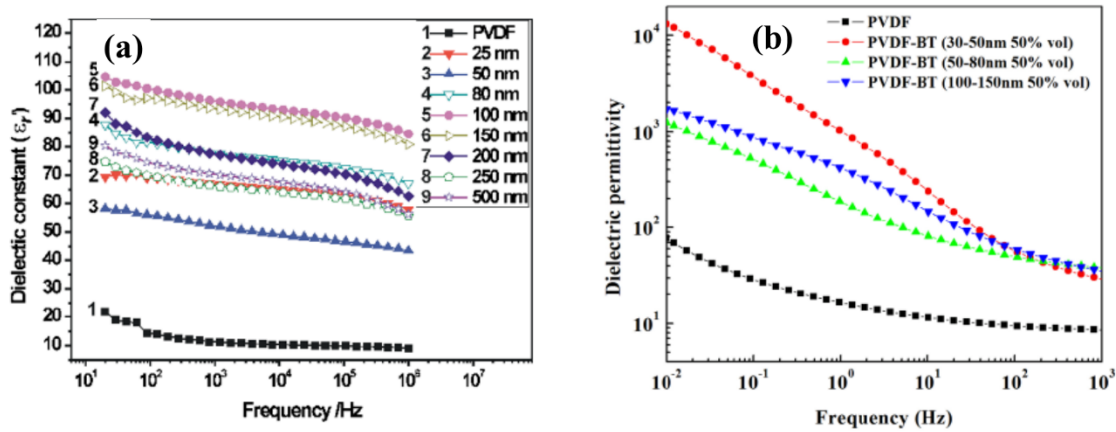 (a)
Dielectic constant (εr')
120
110
100
90
80
70
60
50
40
30
20
10
5
6
7
4
9
8
2
3
1
10¹ 10² 10³ 10⁴ 10⁵ 10⁶ 10⁷
Frequency /Hz
1 PVDF
2 25 nm
3 50 nm
4 80 nm
5 100 nm
6 150 nm
7 200 nm
8 250 nm
9 500 nm
(b)
Dielectric permittivity
10⁴
10³
10²
10¹
10⁻² 10⁻¹ 10⁰ 10¹ 10² 10³
Frequency (Hz)
PVDF
PVDF-BT (30-50nm 50% vol)
PVDF-BT (50-80nm 50% vol)
PVDF-BT (100-150nm 50% vol)